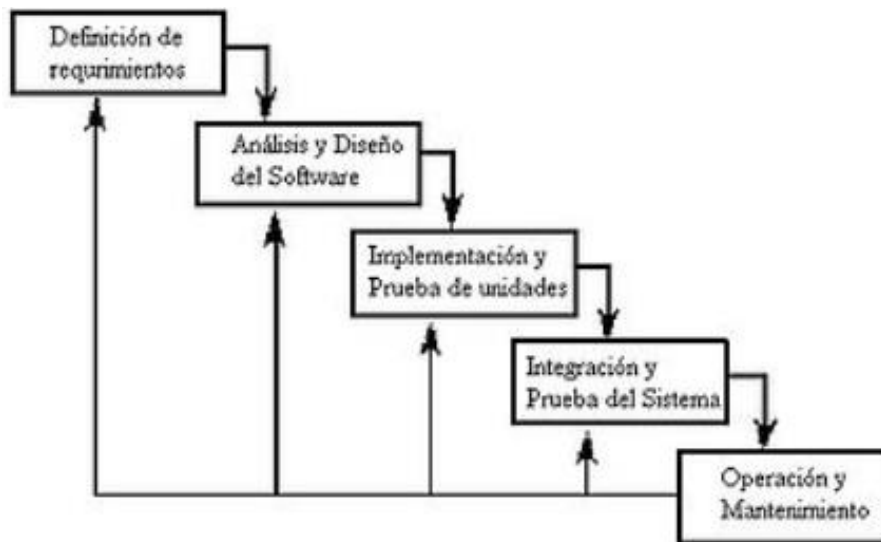 Definición de
requrimientos
Análisis y Diseño
del Software
Implementación y
Prueba de unidades
Integración y
Prueba del Sistema
Operación y
Mantenimiento